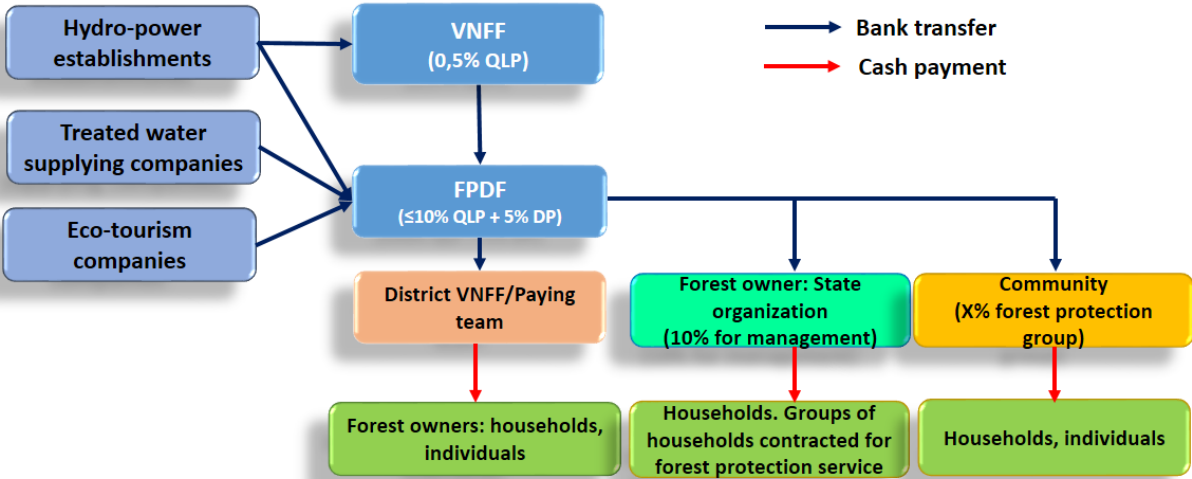 Hydro-power
establishments
VNFF
(0,5% QLP)
Bank transfer
Cash payment
Treated water
supplying companies
FPDF
(≤10% QLP + 5% DP)
Eco-tourism
companies
District VNFF/Paying
team
Forest owner: State
organization
(10% for management)
Community
(X% forest protection
group)
Forest owners: households,
individuals
Households. Groups of
households contracted for
forest protection service
Households, individuals